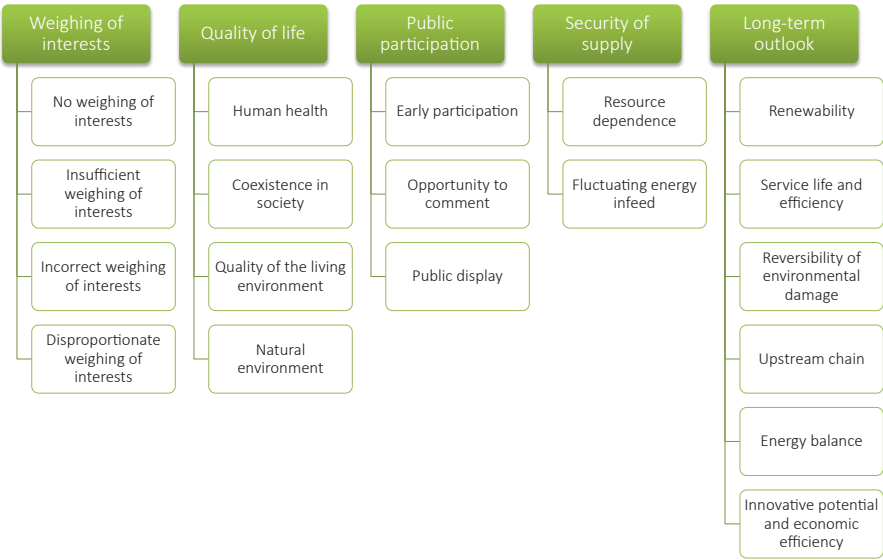 Weighing of
interests
No weighing of
interests
Insufficient
weighing of
interests
Incorrect weighing
of interests
Disproportionate
weighing of
interests
Quality of life
Human health
Coexistence in
society
Quality of the living
environment
Natural
environment
Public
participation
Early participation
Opportunity to
comment
Public display
Security of
supply
Resource
dependence
Fluctuating energy
infeed
Long-term
outlook
Renewability
Service life and
efficiency
Reversibility of
environmental
damage
Upstream chain
Energy balance
Innovative potential
and economic
efficiency